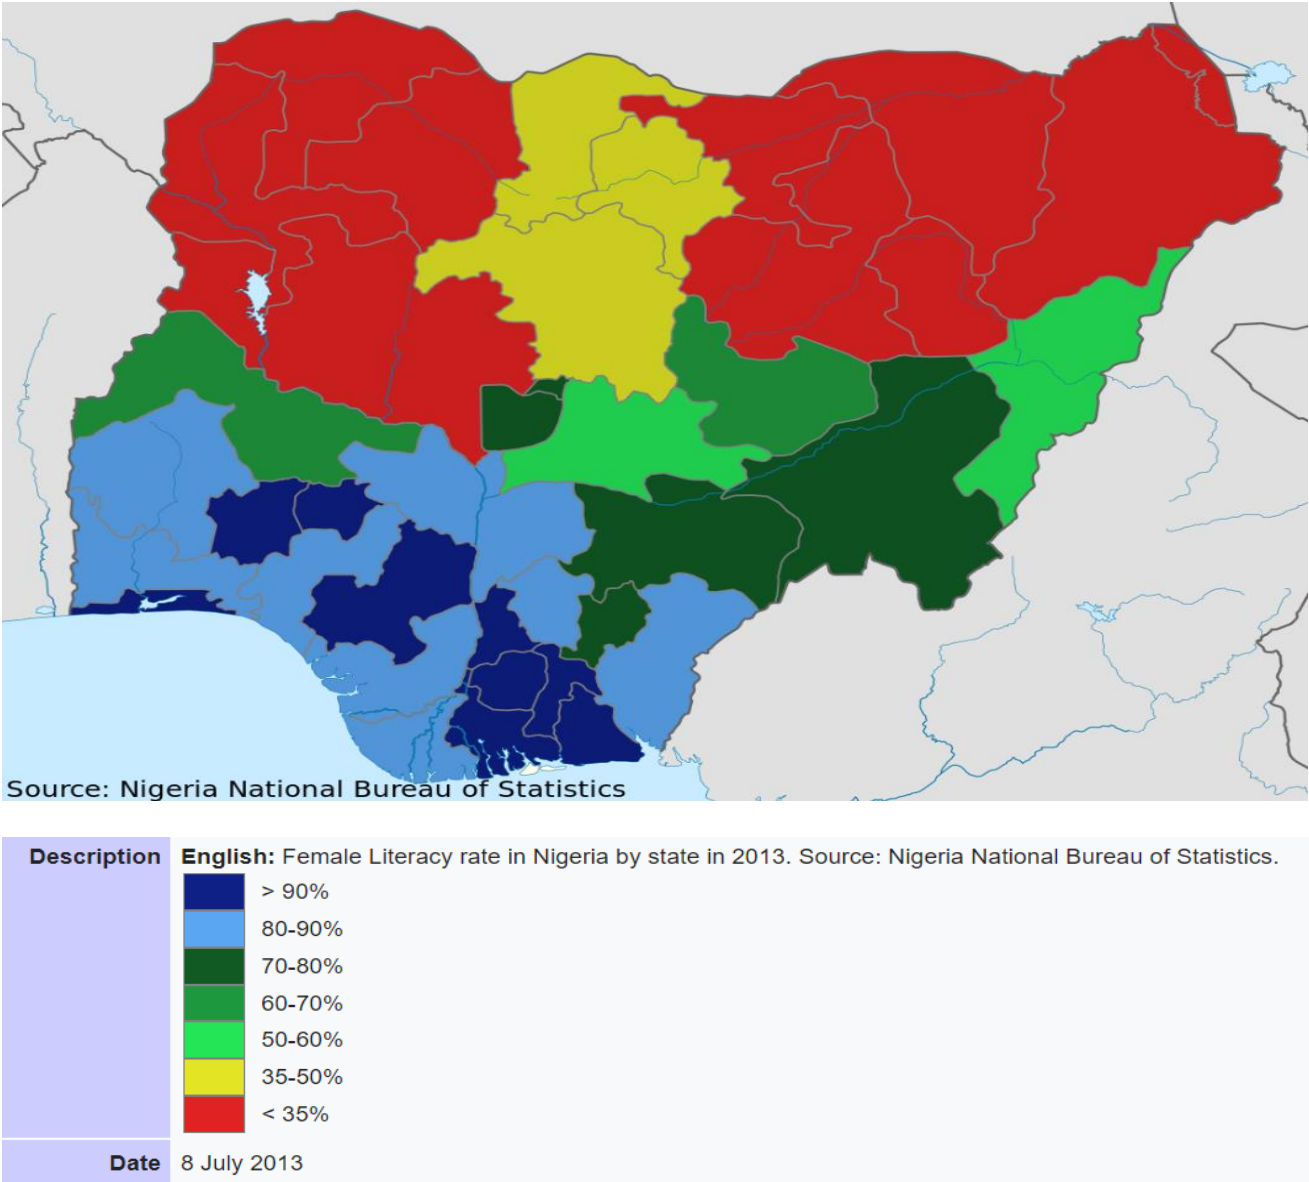 Source: Nigeria National Bureau of Statistics
Description English: Female Literacy rate in Nigeria by state in 2013. Source: Nigeria National Bureau of Statistics.
> 90%
80-90%
70-80%
60-70%
50-60%
35-50%
< 35%
Date 8 July 2013